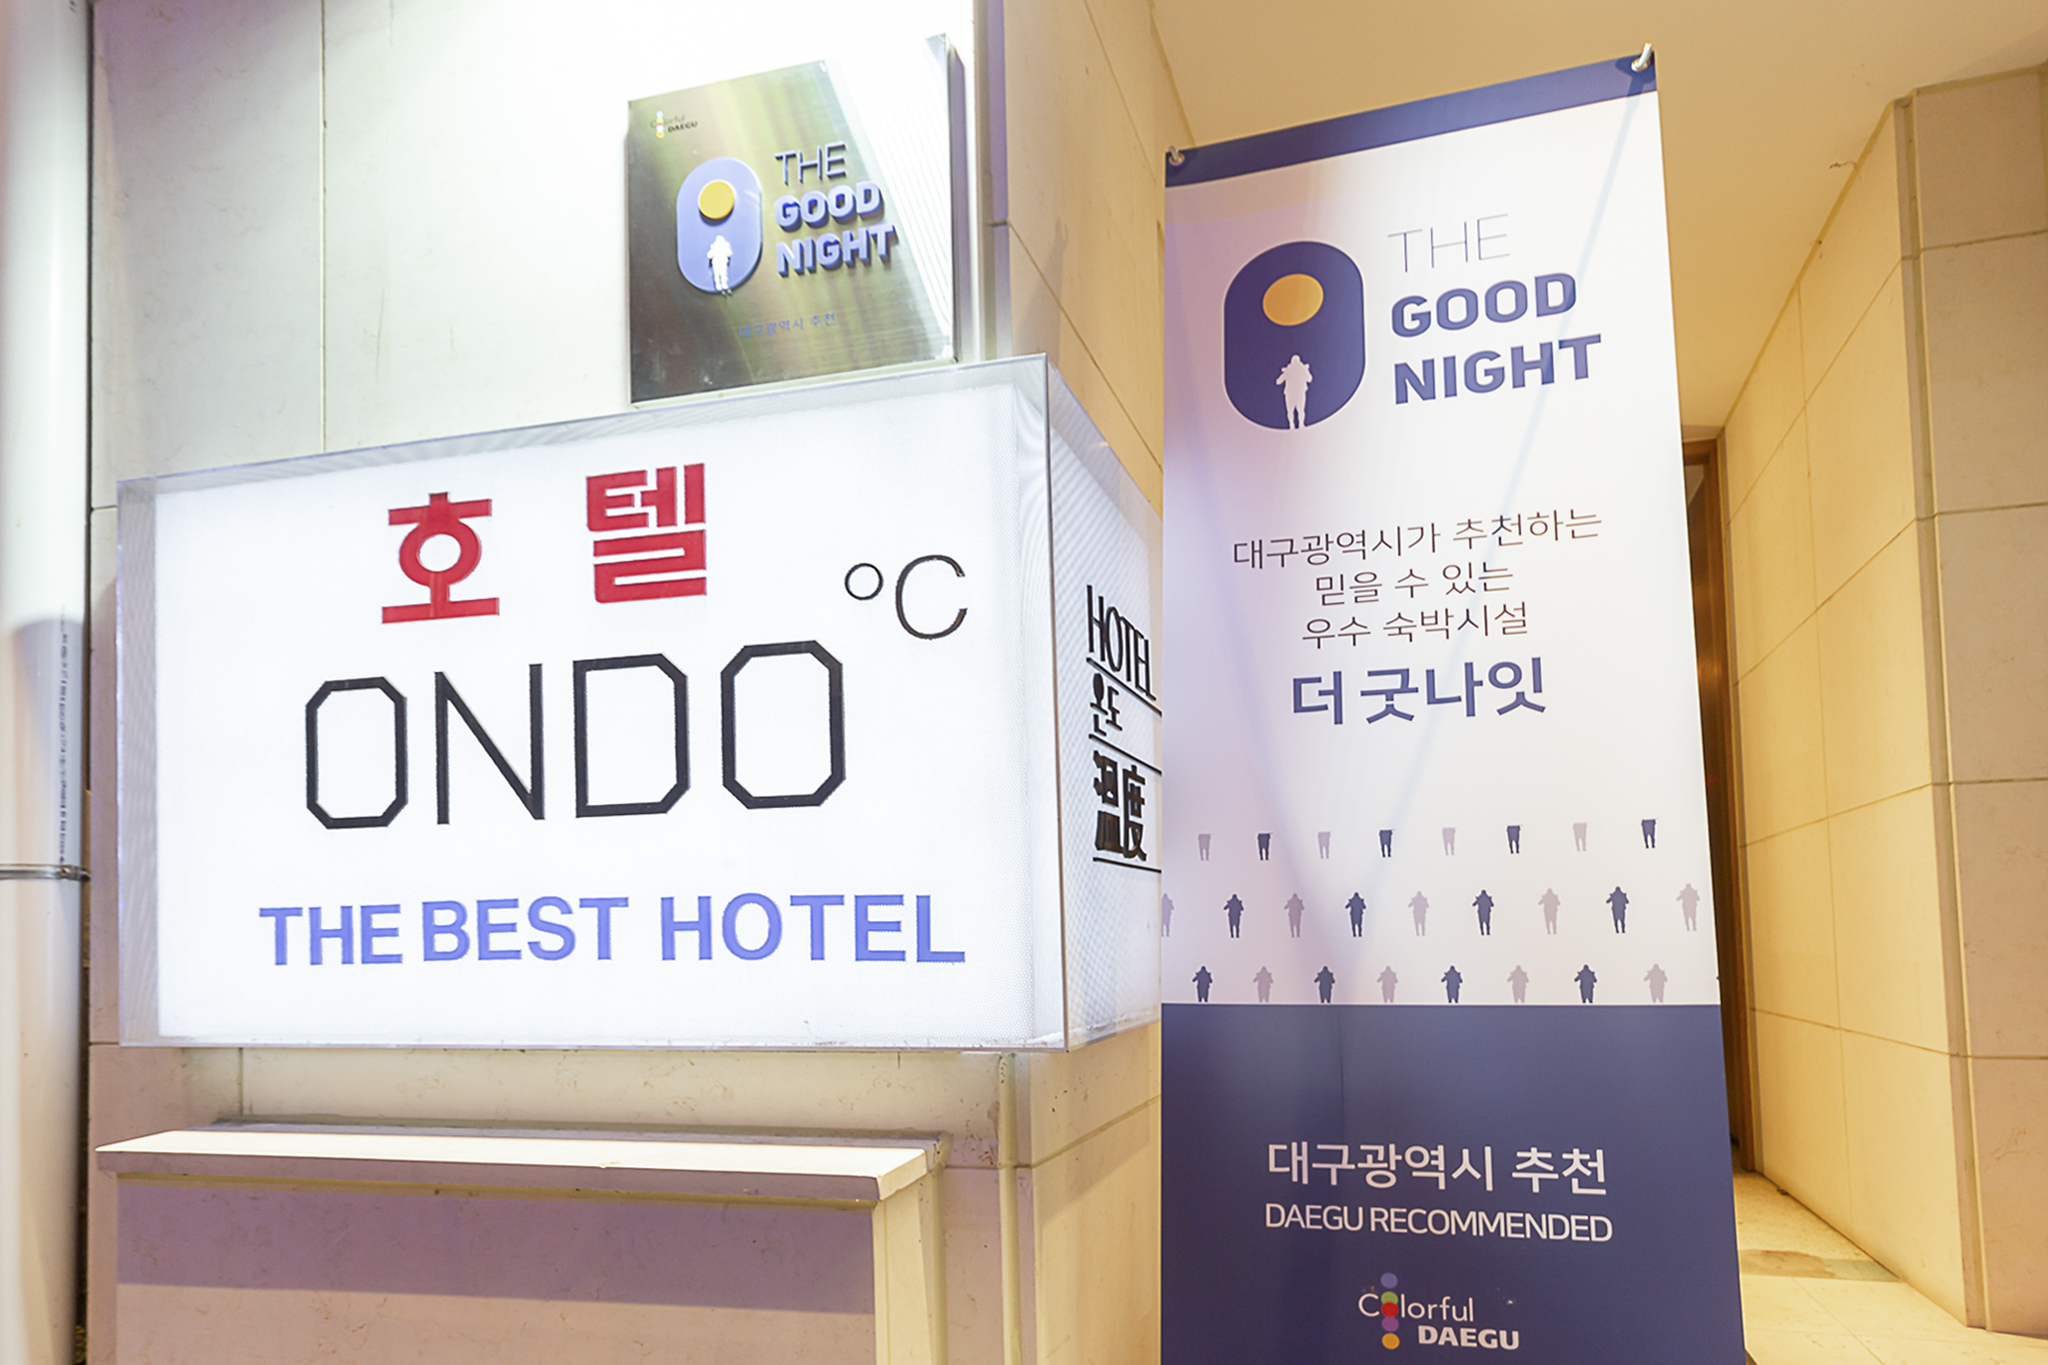 Colorful
DAEGU
THE
GOOD
NIGHT
대구광역시 추천
호텔
°C
ONDO
THE BEST HOTEL
HOTEL
온도
溫度
THE
GOOD
NIGHT
대구광역시가 추천하는
믿을 수 있는
우수 숙박시설
더 굿나잇
대구광역시 추천
DAEGU RECOMMENDED
Colorful
DAEGU